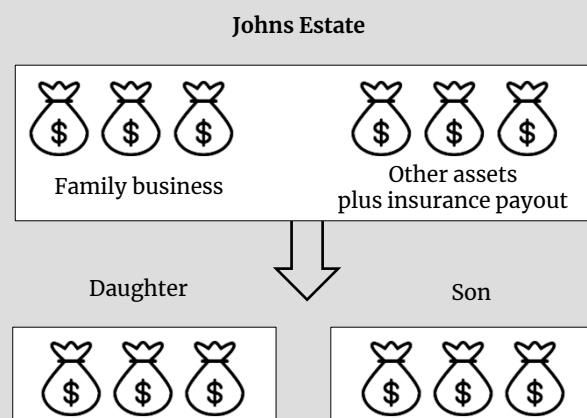 Johns Estate
$ $ $ $ $ $
Family business
Other assets
plus insurance payout
Daughter
Son
$ $ $ $ $ $